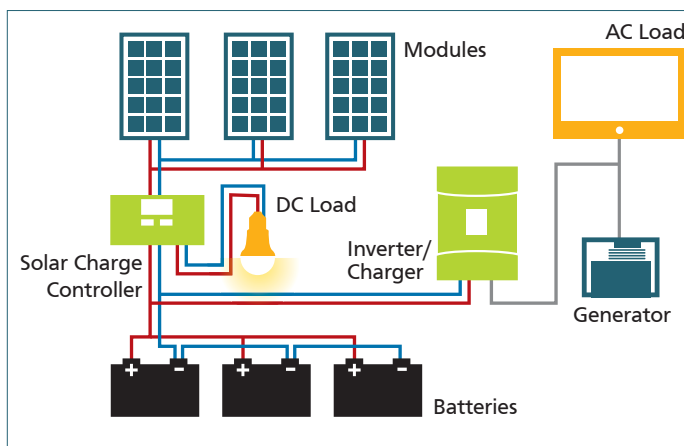 Modules
AC Load
DC Load
Solar Charge
Controller
Inverter/
Charger
Generator
+ − + − + −
Batteries